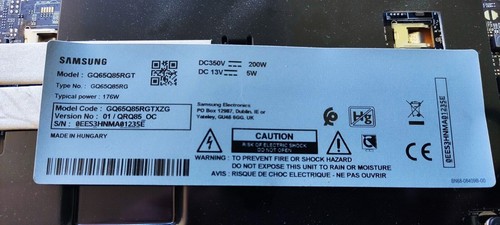 SAMSUNG
Model : GQ65Q85RGT
Type No. : GQ65Q85RG
Typical power : 176W
DC350V 200W
DC 13V 5W
Model Code : GQ65Q85RGTXZG
Version No : 01 / QRQ85_OC
S/N : 0EES3HNMA01235E
MADE IN HUNGARY
Samsung Electronics
PO Box 12987, Dublin. IE or
Yateley, GU46 6GG, UK
Hg
CAUTION
RISK OF ELECTRIC SHOCK
DO NOT OPEN
WARNING : TO PREVENT FIRE OR SHOCK HAZARD
DO NOT EXPOSE THIS UNIT TO RAIN OR MOISTURE
AVIS : RISQUE DE CHOC ELECTRIQUE - NE PAS OUVRIR
CE
0EES3HNMA01235E